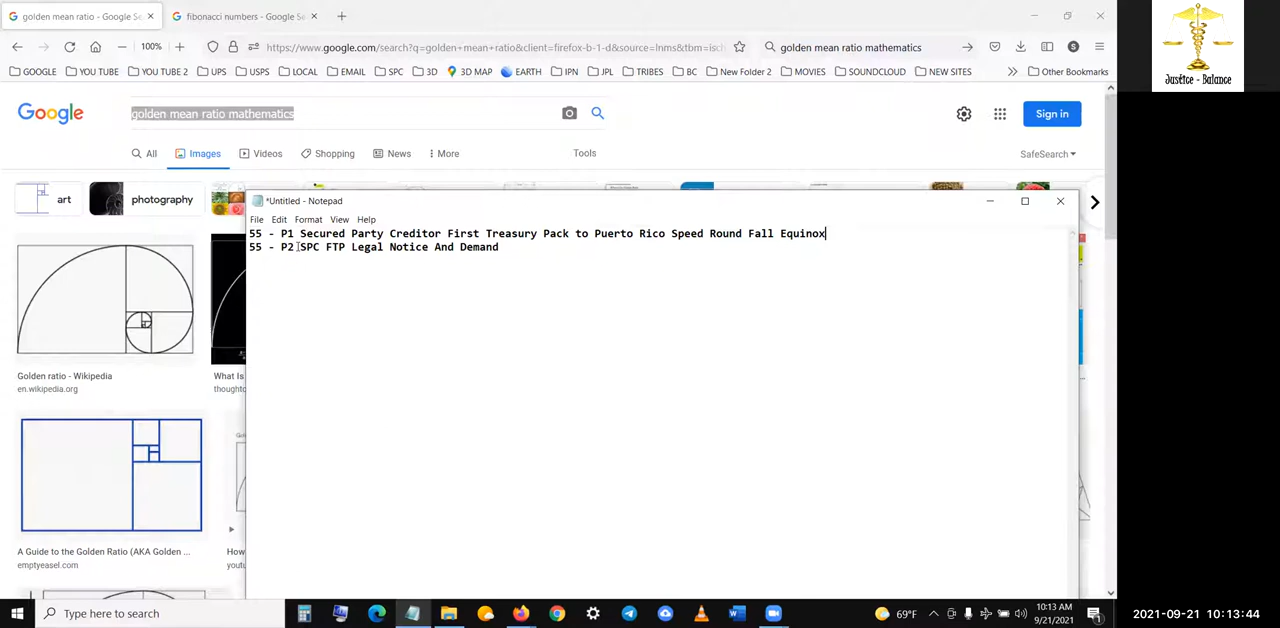 golden mean ratio - Google Se
fibonacci numbers - Google Se
100%
https://www.google.com/search?q=golden+mean+ratio&client=firefox-b-1-d&source=lnms&tbm=isch
golden mean ratio mathematics
GOOGLE
YOU TUBE
YOU TUBE 2
UPS
USPS
LOCAL
EMAIL
SPC
3D
3D MAP
EARTH
IPN
JPL
TRIBES
BC
New Folder 2
MOVIES
SOUNDCLOUD
NEW SITES
Other Bookmarks
Justice - Balance
Google
golden mean ratio mathematics
Sign in
All
Images
Videos
Shopping
News
More
Tools
SafeSearch
art
photography
*Untitled - Notepad
File Edit Format View Help
55 - P1 Secured Party Creditor First Treasury Pack to Puerto Rico Speed Round Fall Equinox
55 - P2 SPC FTP Legal Notice And Demand
Golden ratio - Wikipedia
en.wikipedia.org
What Is
thought
A Guide to the Golden Ratio (AKA Golden ...
emptyeasel.com
How
youtu
Type here to search
69°F
10:13 AM
9/21/2021
1
2021-09-21 10:13:44